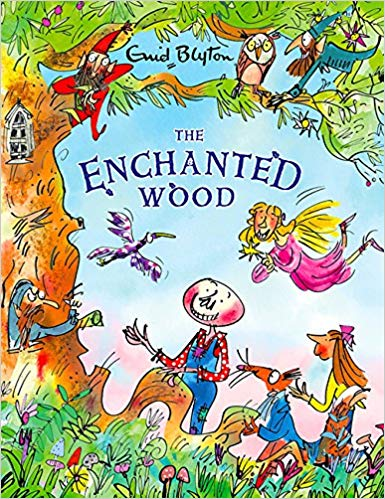 Enid Blyton
THE
ENCHANTED
WOOD